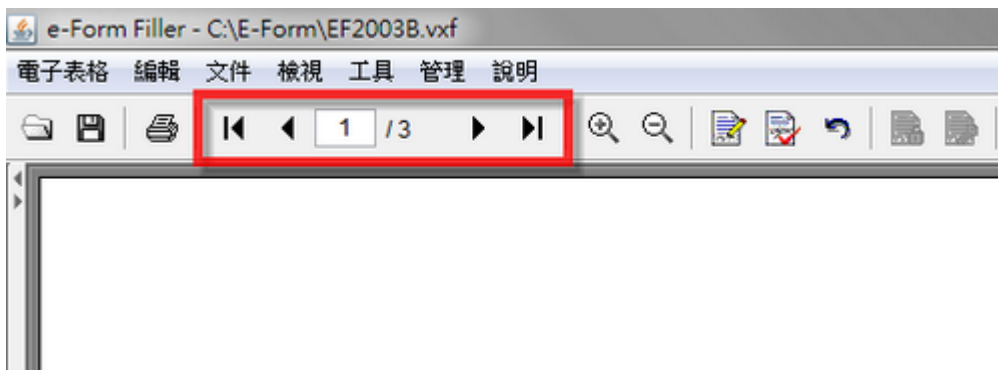 e-Form Filler - C:\E-Form\EF2003B.vxf
電子表格 編輯 文件 檢視 工具 管理 說明
1 / 3